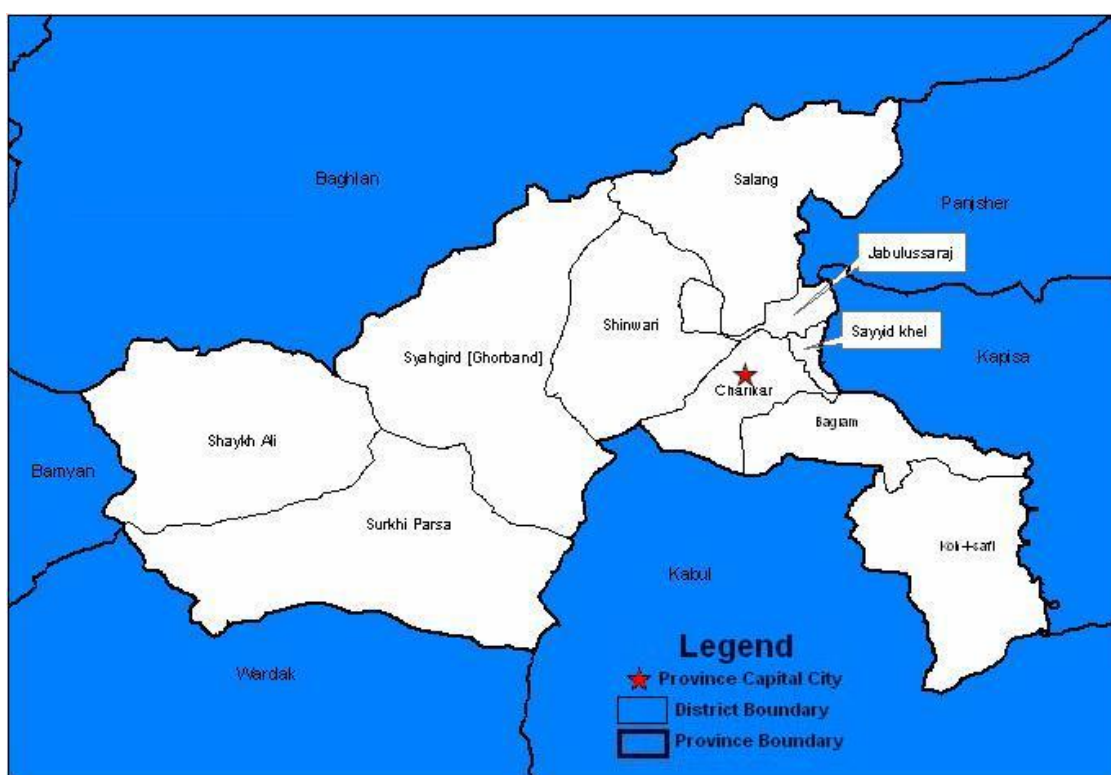 Salang
Baghlan
Panjsher
Jabulussaraj
Sayyid khel
Shinwari
Syahgird [Ghorband]
Kapisa
Charikar
Bagram
Shaykh Ali
Bamyan
Surkhi Parsa
Kabul
Wardak
Legend
Province Capital City
District Boundary
Province Boundary